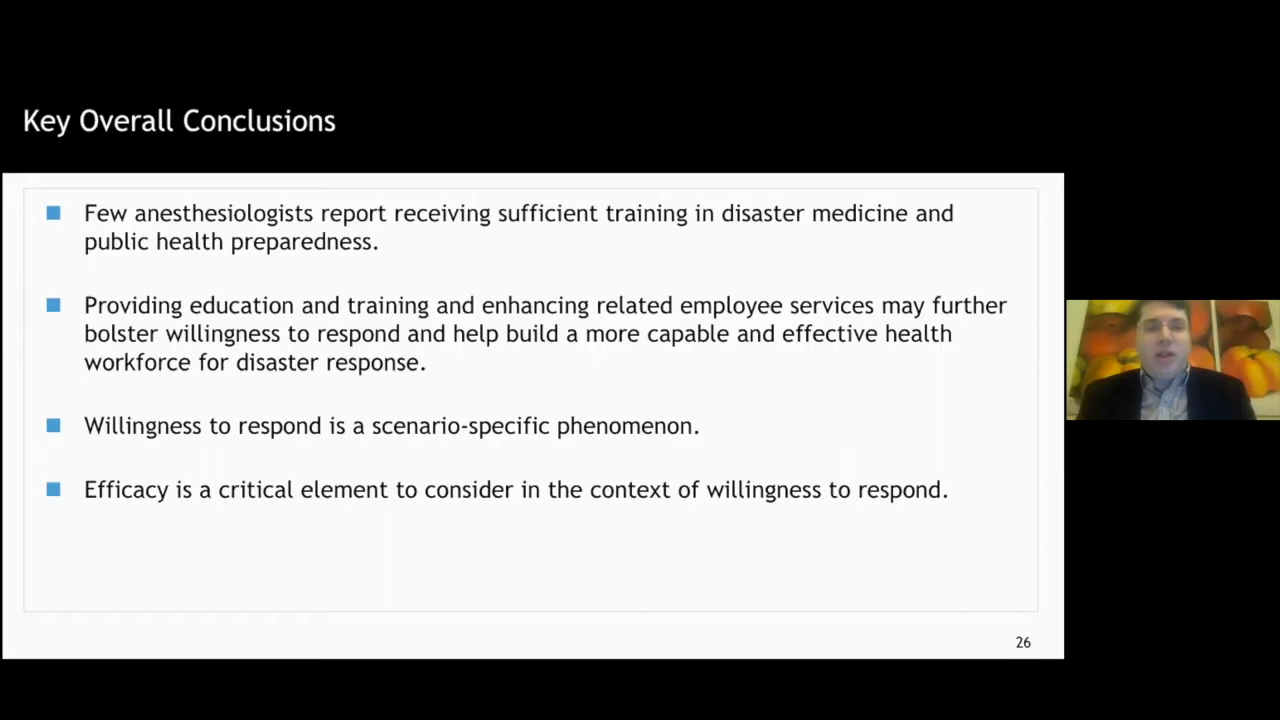 Key Overall Conclusions
Few anesthesiologists report receiving sufficient training in disaster medicine and
public health preparedness.
Providing education and training and enhancing related employee services may further
bolster willingness to respond and help build a more capable and effective health
workforce for disaster response.
Willingness to respond is a scenario-specific phenomenon.
Efficacy is a critical element to consider in the context of willingness to respond.
26